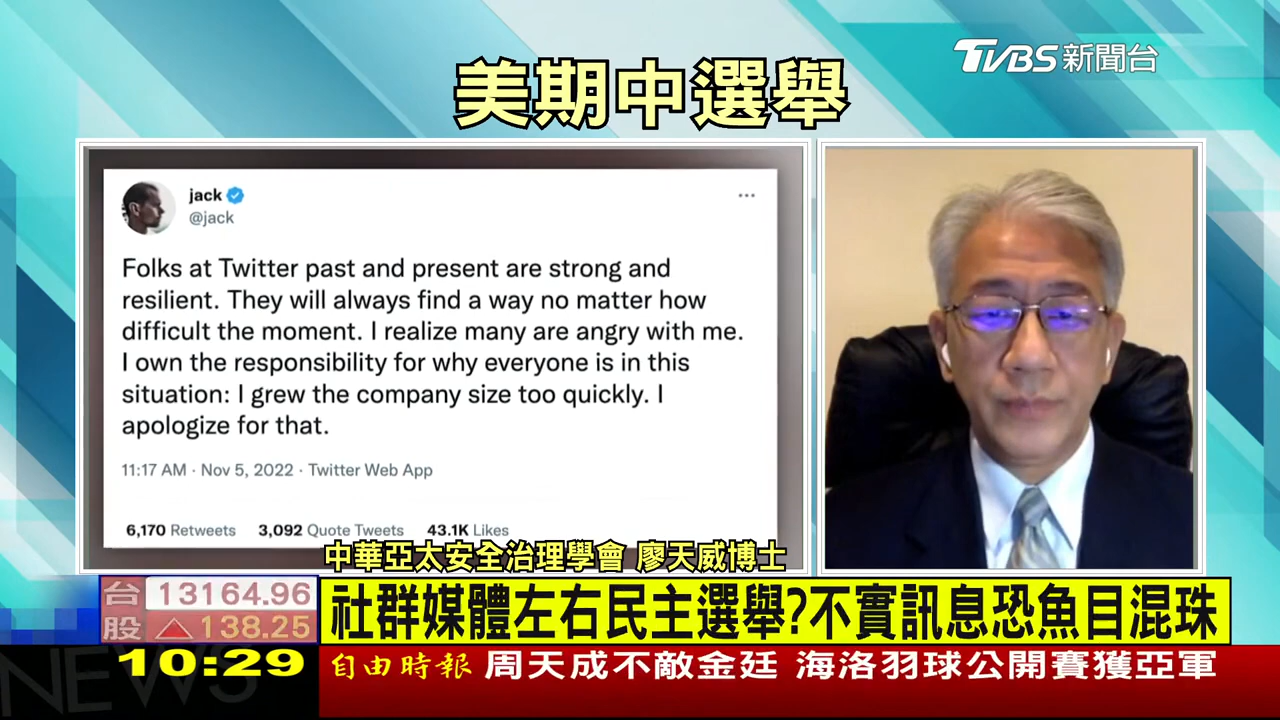 TVBS新聞台
美期中選舉
jack
@jack
Folks at Twitter past and present are strong and
resilient. They will always find a way no matter how
difficult the moment. I realize many are angry with me.
I own the responsibility for why everyone is in this
situation: I grew the company size too quickly. I
apologize for that.
11:17 AM · Nov 5, 2022 · Twitter Web App
6,170 Retweets 3,092 Quote Tweets 43.1K Likes
中華亞太安全治理學會 廖天威博士
台股 13164.96
138.25
社群媒體左右民主選舉?不實訊息恐魚目混珠
NEWS
10:29
自由時報 周天成不敵金廷 海洛羽球公開賽獲亞軍